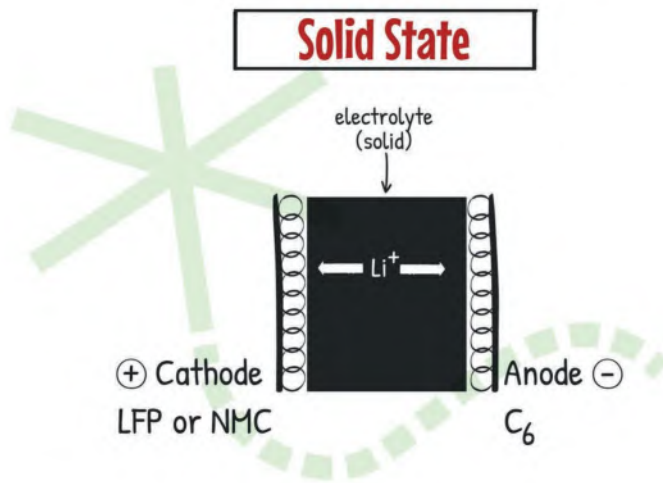 Solid State
electrolyte
(solid)
Li⁺
⊕ Cathode
LFP or NMC
Anode ⊖
C₆